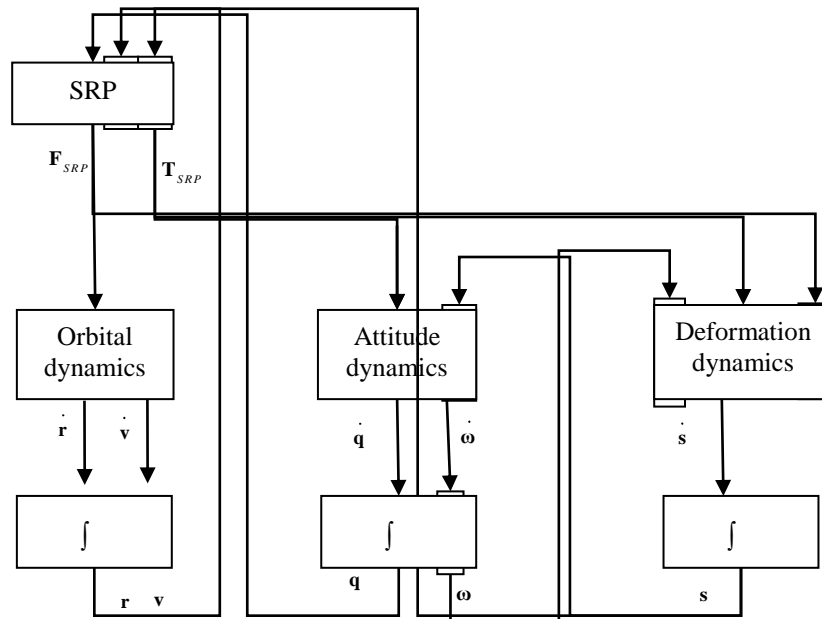 SRP
F_SRP T_SRP
Orbital dynamics
Attitude dynamics
Deformation dynamics
ṙ v̇ q̇ ω̇ ṡ
∫ ∫ ∫
r v q ω s